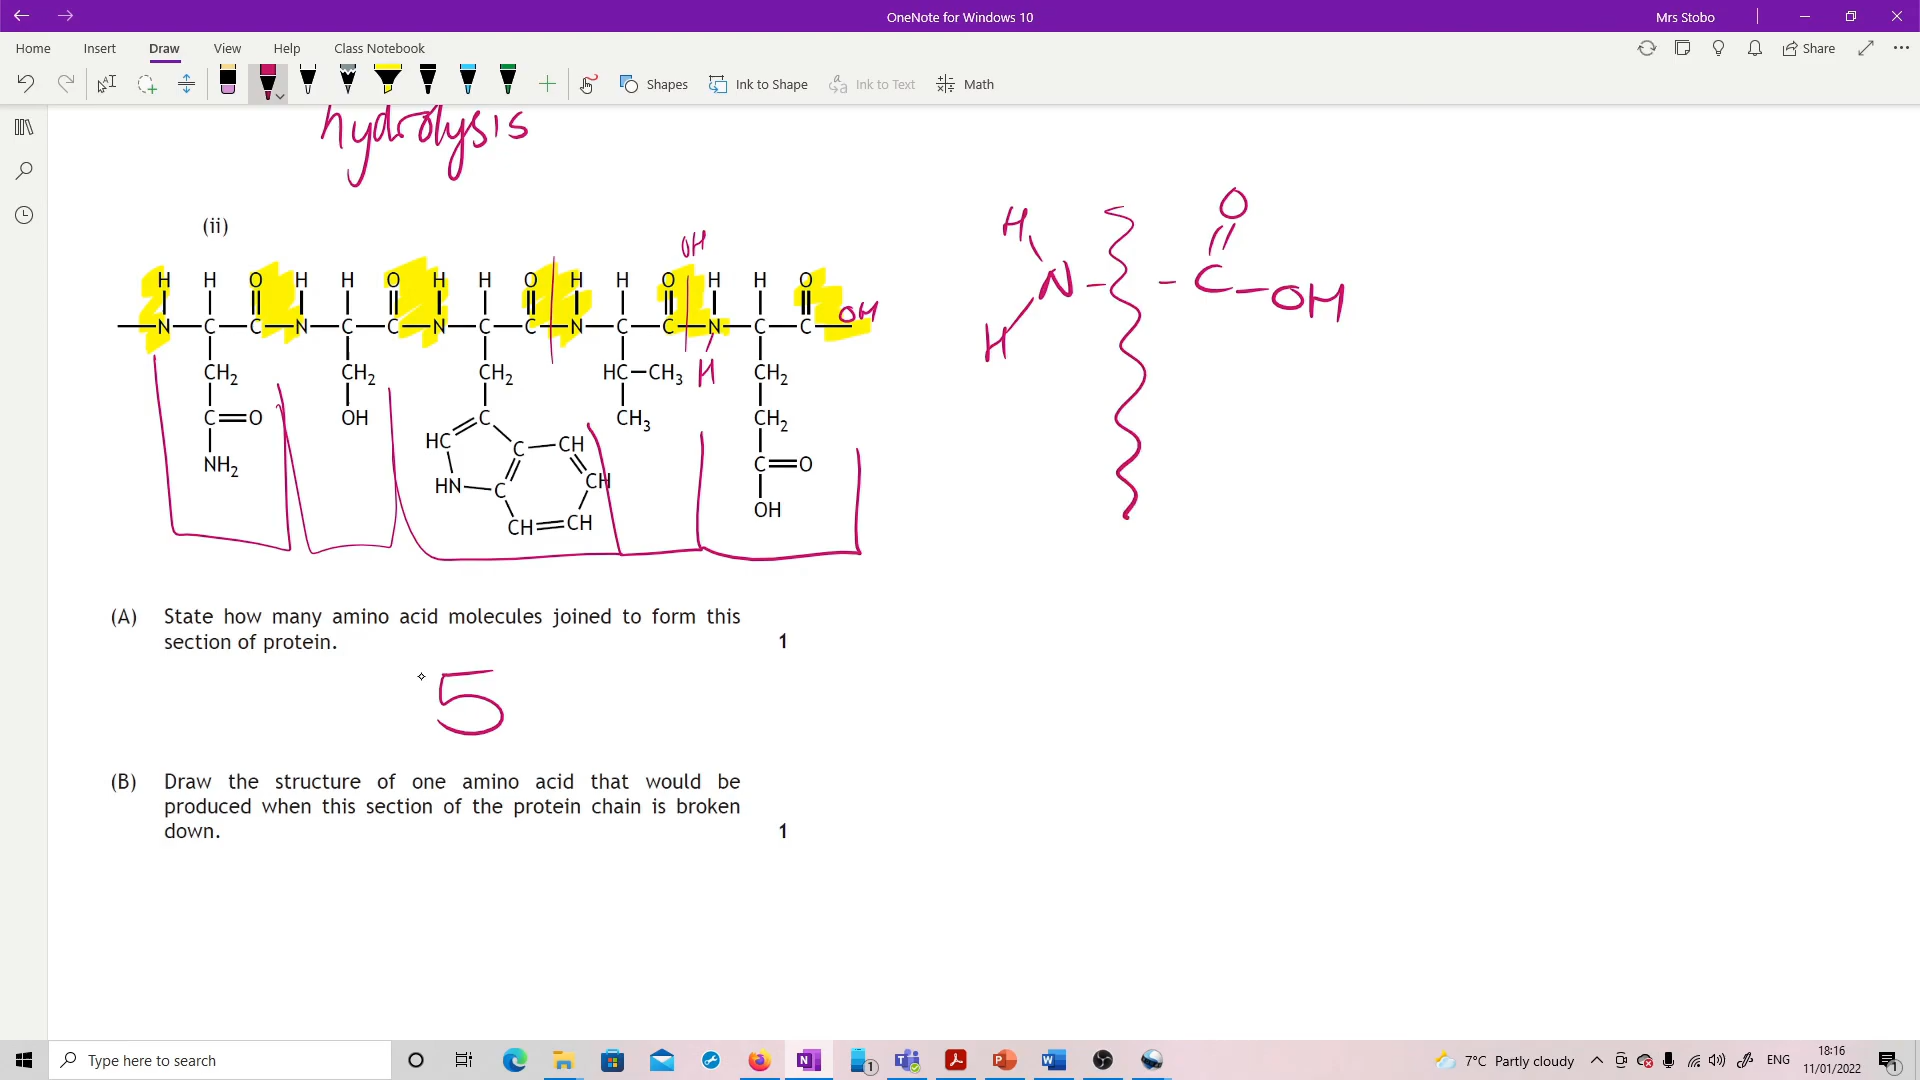 OneNote for Windows 10
Mrs Stobo
Home Insert Draw View Help Class Notebook
Share
Shapes Ink to Shape Ink to Text Math
hydrolysis
(ii)
OH
H H O H H O H H O H H O H H O
N C C N C C N C C N C C N C C OH
CH2 CH2 CH2 HC CH3 H CH2
C O OH C CH3 CH2
HC C CH
NH2 C O
HN C CH
OH
CH CH
O
H
N C OH
H
(A) State how many amino acid molecules joined to form this
section of protein. 1
5
(B) Draw the structure of one amino acid that would be
produced when this section of the protein chain is broken
down. 1
Type here to search
7°C Partly cloudy ENG 18:16
11/01/2022